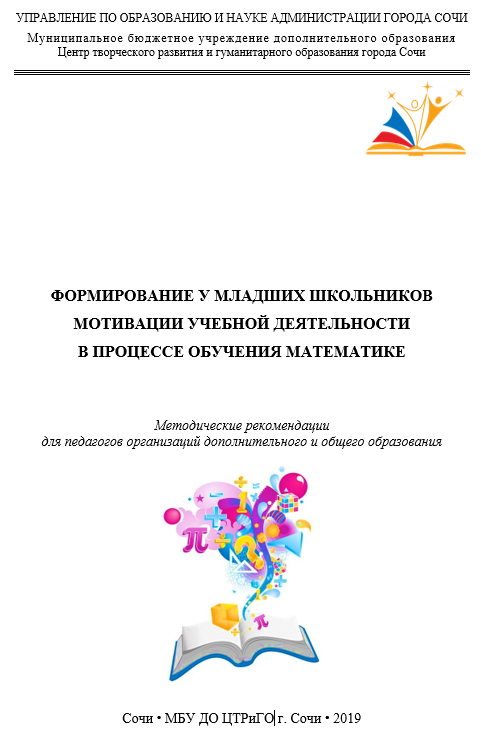 УПРАВЛЕНИЕ ПО ОБРАЗОВАНИЮ И НАУКЕ АДМИНИСТРАЦИИ ГОРОДА СОЧИ
Муниципальное бюджетное учреждение дополнительного образования
Центр творческого развития и гуманитарного образования города Сочи
ФОРМИРОВАНИЕ У МЛАДШИХ ШКОЛЬНИКОВ
МОТИВАЦИИ УЧЕБНОЙ ДЕЯТЕЛЬНОСТИ
В ПРОЦЕССЕ ОБУЧЕНИЯ МАТЕМАТИКЕ
Методические рекомендации
для педагогов организаций дополнительного и общего образования
Сочи • МБУ ДО ЦТРиГО г. Сочи • 2019